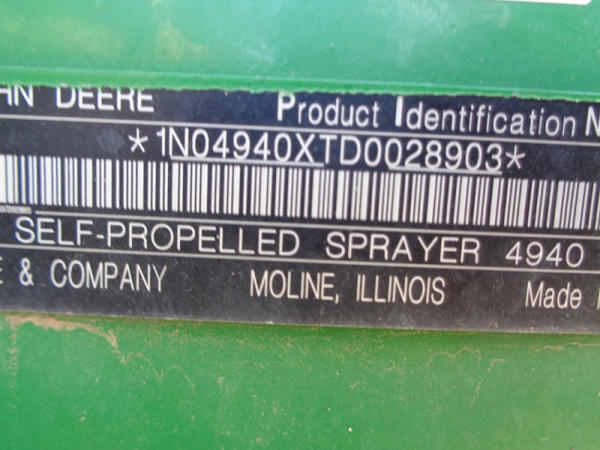 HN DEERE Product Identification N
*1N04940XTD0028903*
SELF-PROPELLED SPRAYER 4940
E & COMPANY MOLINE, ILLINOIS Made